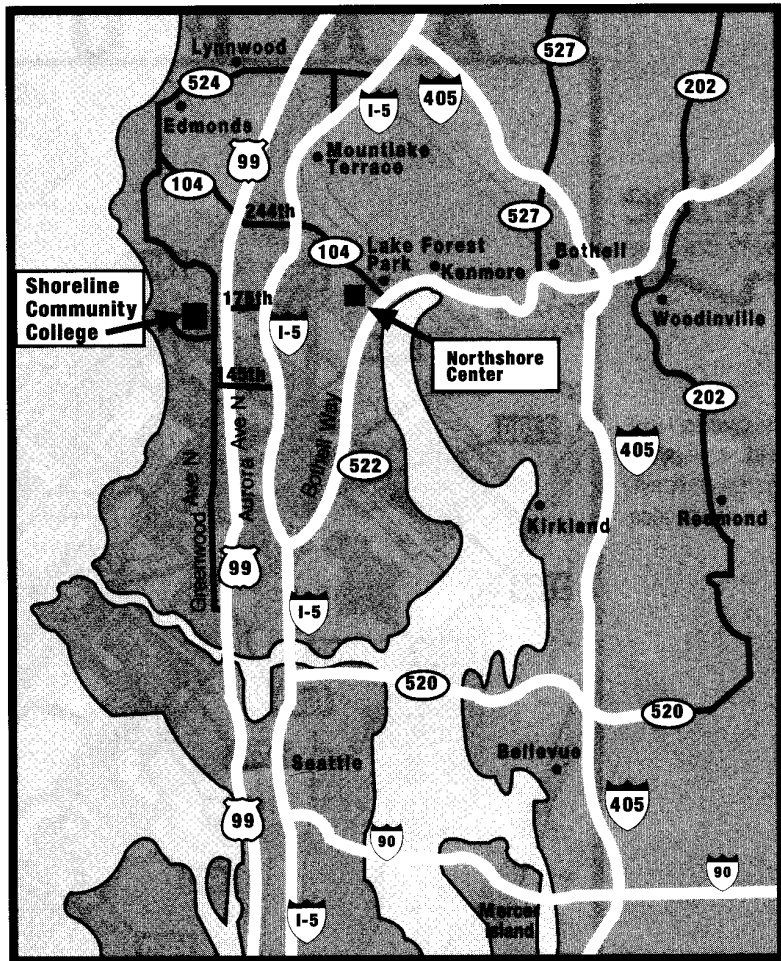 Lynnwood
527
202
524
405
I-5
Edmonds
99
Mountlake
Terrace
104
244th
527
104
Lake Forest
Park
Kenmore
Bothell
Shoreline
Community
College
175th
I-5
Woodinville
Northshore
Center
145th
202
Bothell Way
Greenwood Ave N
Aurora Ave N
522
405
Kirkland
Redmond
99
I-5
520
520
Seattle
Bellevue
99
405
90
90
I-5
Mercer
Island